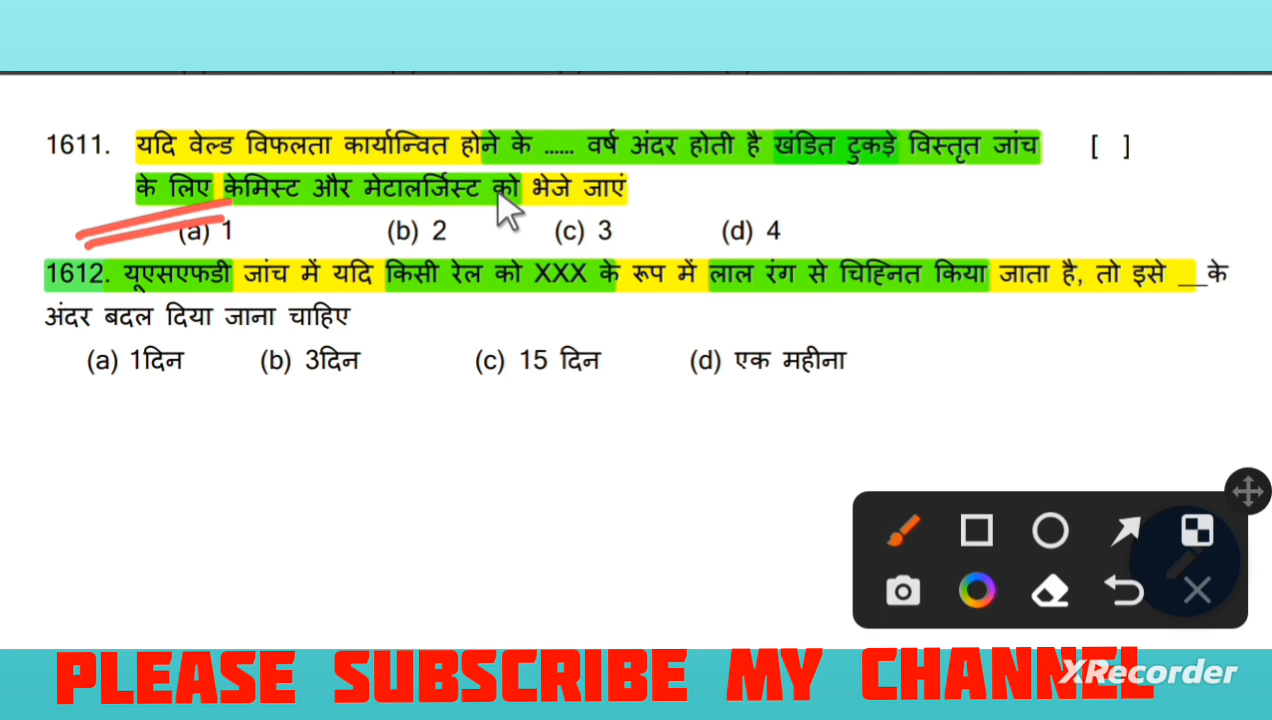 1611. यदि वेल्ड विफलता कार्यान्वित होने के ...... वर्ष अंदर होती है खंडित टुकड़े विस्तृत जांच [ ]
के लिए केमिस्ट और मेटालर्जिस्ट को भेजे जाएं
(a) 1 (b) 2 (c) 3 (d) 4
1612. यूएसएफडी जांच में यदि किसी रेल को XXX के रूप में लाल रंग से चिह्नित किया जाता है, तो इसे __के
अंदर बदल दिया जाना चाहिए
(a) 1दिन (b) 3दिन (c) 15 दिन (d) एक महीना
PLEASE SUBSCRIBE MY CHANNEL
XRecorder